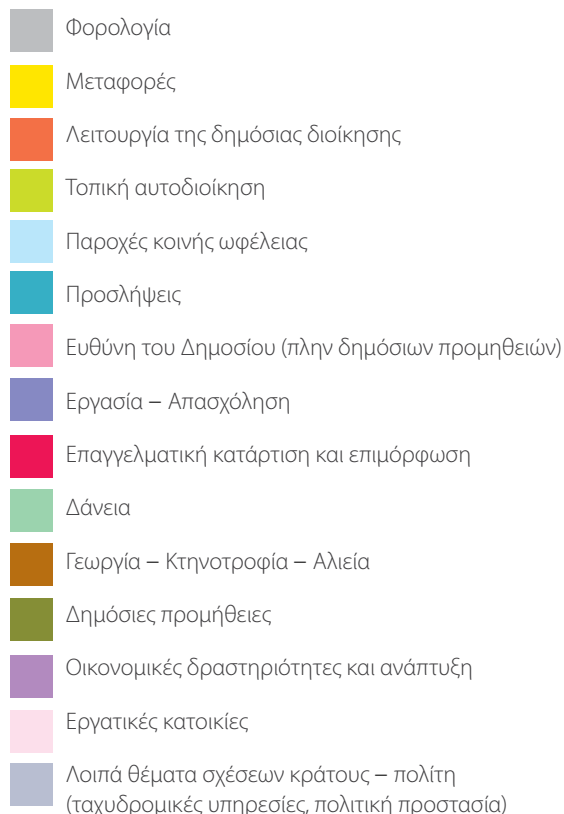 Φορολογία
Μεταφορές
Λειτουργία της δημόσιας διοίκησης
Τοπική αυτοδιοίκηση
Παροχές κοινής ωφέλειας
Προσλήψεις
Ευθύνη του Δημοσίου (πλην δημόσιων προμηθειών)
Εργασία – Απασχόληση
Επαγγελματική κατάρτιση και επιμόρφωση
Δάνεια
Γεωργία – Κτηνοτροφία – Αλιεία
Δημόσιες προμήθειες
Οικονομικές δραστηριότητες και ανάπτυξη
Εργατικές κατοικίες
Λοιπά θέματα σχέσεων κράτους – πολίτη
(ταχυδρομικές υπηρεσίες, πολιτική προστασία)